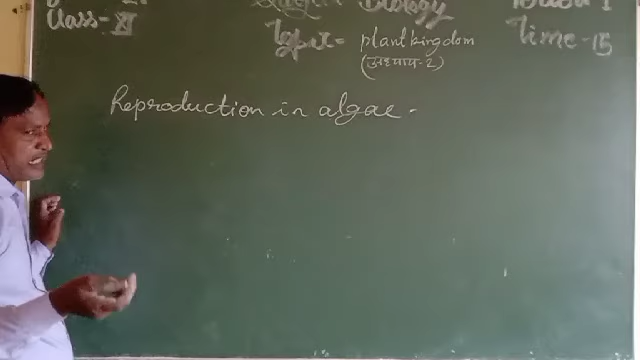 Class-XI
Biology
Topic= plant kingdom
Time-15
(अध्याय-2)
Reproduction in algae.